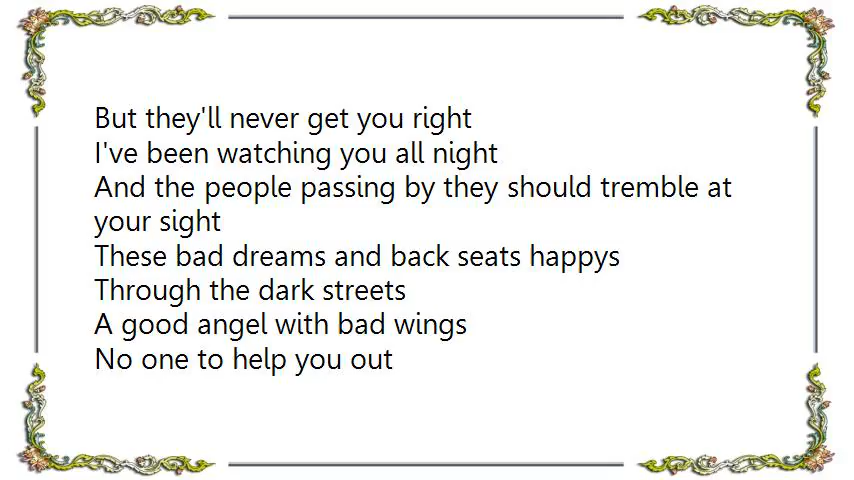 But they'll never get you right
I've been watching you all night
And the people passing by they should tremble at
your sight
These bad dreams and back seats happys
Through the dark streets
A good angel with bad wings
No one to help you out